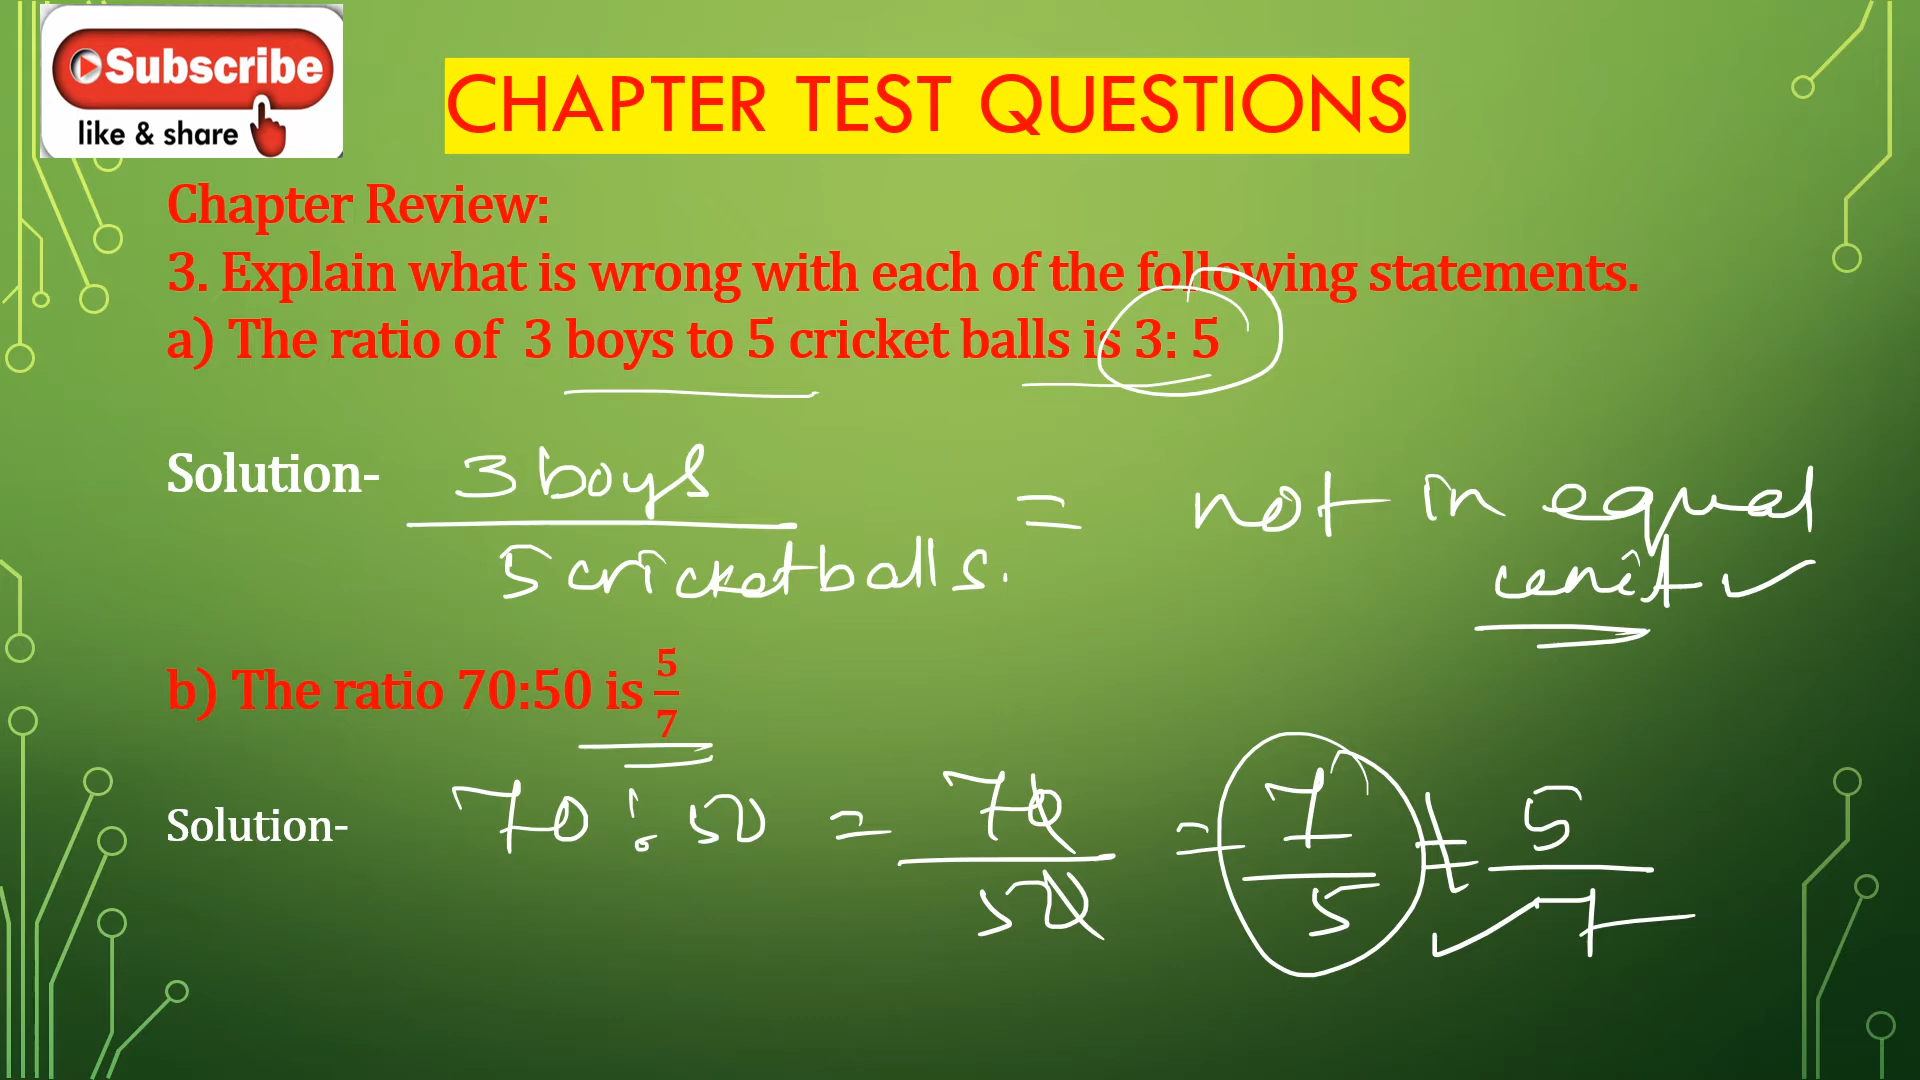 Subscribe
like & share
CHAPTER TEST QUESTIONS
Chapter Review:
3. Explain what is wrong with each of the following statements.
a) The ratio of 3 boys to 5 cricket balls is 3: 5
Solution- 3 boys / 5 cricket balls. = not in equal
unit
b) The ratio 70:50 is 5/7
Solution- 70 : 50 = 70/50 = 7/5 ≠ 5/7